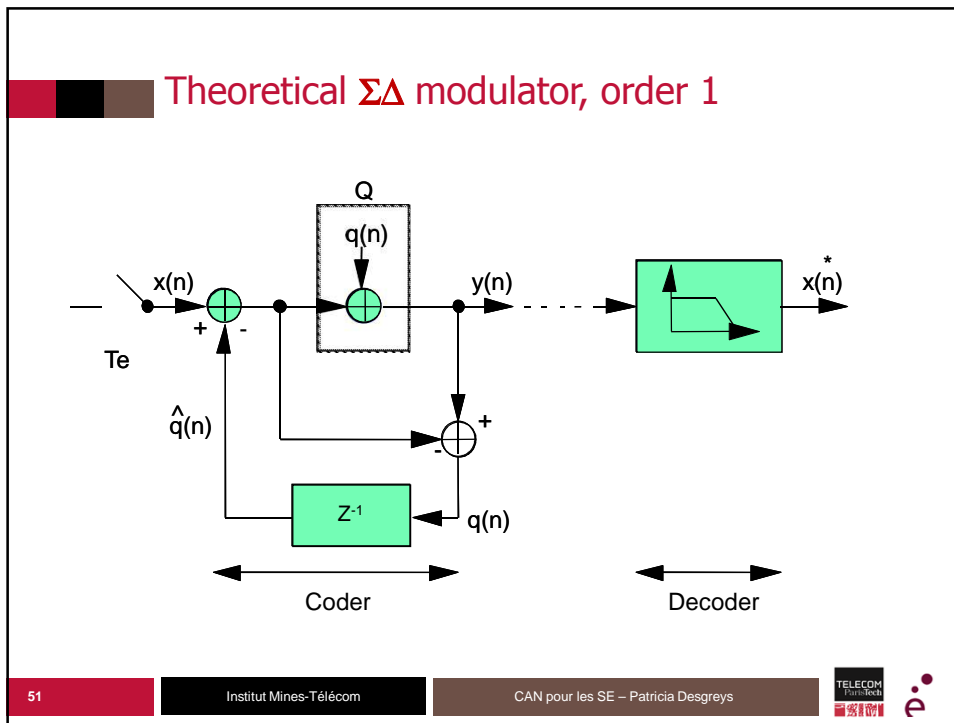 Theoretical ΣΔ modulator, order 1
Q
q(n)
x(n)
y(n)
*
x(n)
+
-
Te
^
q(n)
+
-
Z-1
q(n)
Coder
Decoder
51
Institut Mines-Télécom
CAN pour les SE – Patricia Desgreys
TELECOM
ParisTech